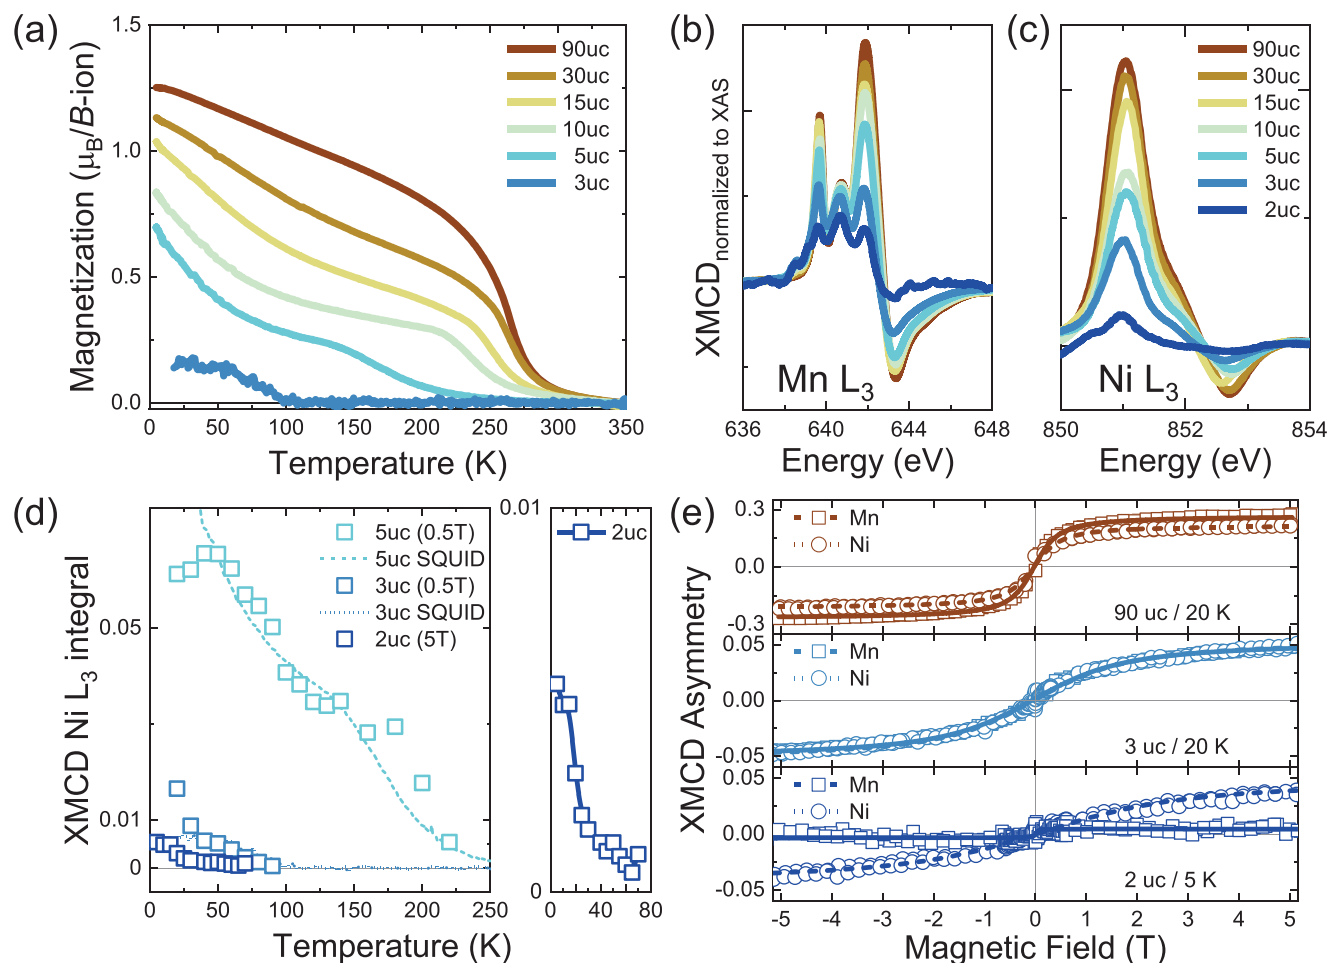 (a)
1.5
1.0
0.5
0.0
Magnetization (μB/B-ion)
90uc
30uc
15uc
10uc
5uc
3uc
0 50 100 150 200 250 300 350
Temperature (K)
(b)
XMCDnormalized to XAS
Mn L3
636 640 644 648
Energy (eV)
(c)
90uc
30uc
15uc
10uc
5uc
3uc
2uc
Ni L3
850 852 854
Energy (eV)
(d)
XMCD Ni L3 integral
0.05
0.01
0
5uc (0.5T)
5uc SQUID
3uc (0.5T)
3uc SQUID
2uc (5T)
0 50 100 150 200 250
Temperature (K)
0.01
0
2uc
0 40 80
(e)
XMCD Asymmetry
0.3
0.0
-0.3
Mn
Ni
90 uc / 20 K
0.05
0.00
-0.05
Mn
Ni
3 uc / 20 K
0.05
0.00
-0.05
Mn
Ni
2 uc / 5 K
-5 -4 -3 -2 -1 0 1 2 3 4 5
Magnetic Field (T)